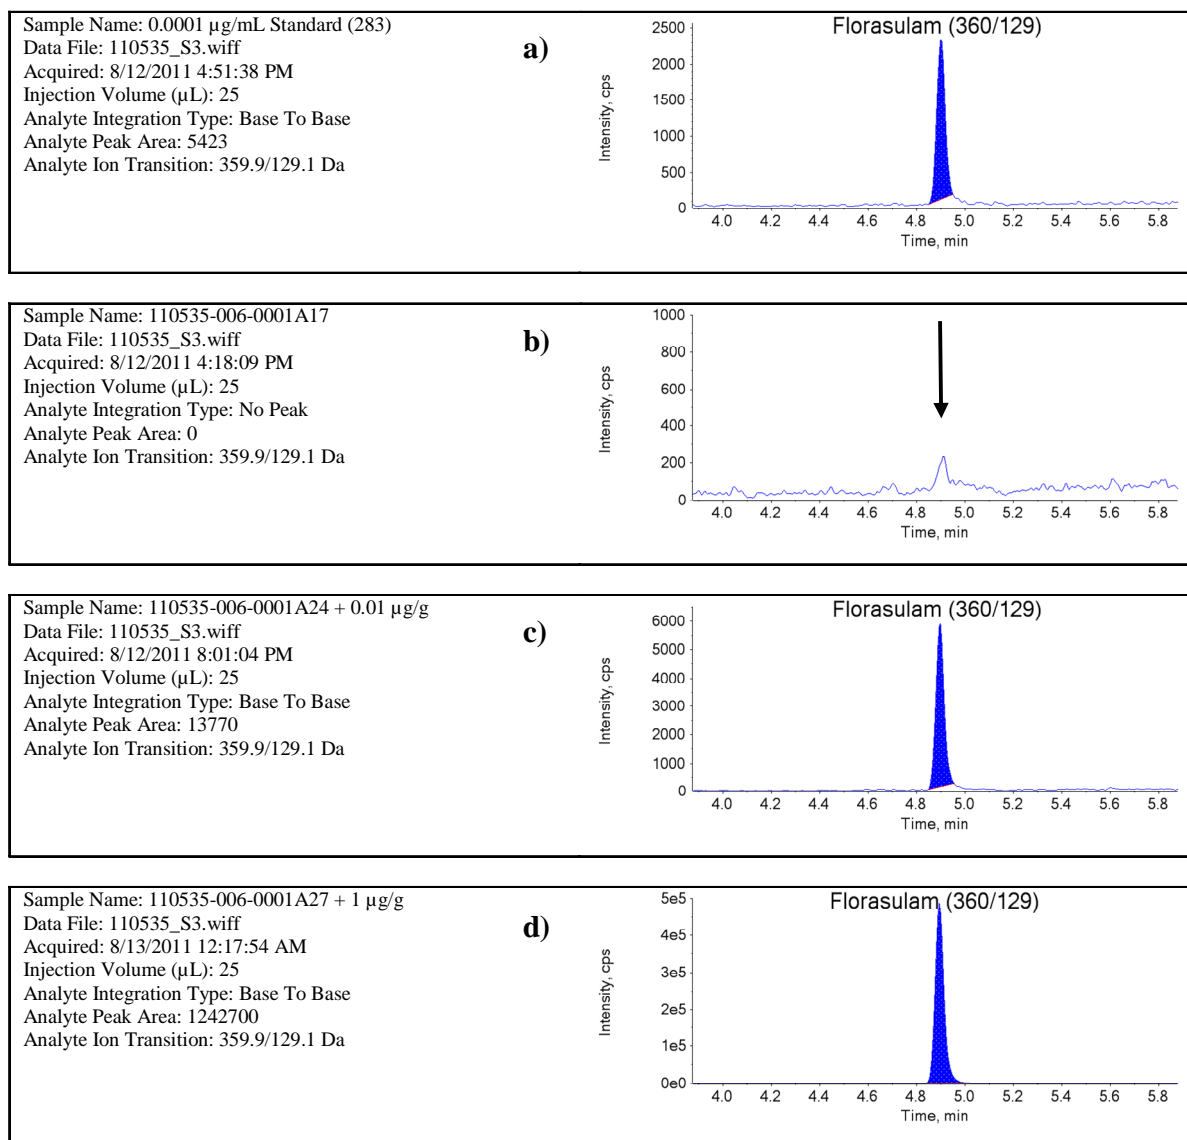 Sample Name: 0.0001 µg/mL Standard (283)
Data File: 110535_S3.wiff
Acquired: 8/12/2011 4:51:38 PM
Injection Volume (µL): 25
Analyte Integration Type: Base To Base
Analyte Peak Area: 5423
Analyte Ion Transition: 359.9/129.1 Da
a)
Florasulam (360/129)
Intensity, cps
2500
2000
1500
1000
500
0
4.0 4.2 4.4 4.6 4.8 5.0 5.2 5.4 5.6 5.8
Time, min
Sample Name: 110535-006-0001A17
Data File: 110535_S3.wiff
Acquired: 8/12/2011 4:18:09 PM
Injection Volume (µL): 25
Analyte Integration Type: No Peak
Analyte Peak Area: 0
Analyte Ion Transition: 359.9/129.1 Da
b)
Intensity, cps
1000
800
600
400
200
0
4.0 4.2 4.4 4.6 4.8 5.0 5.2 5.4 5.6 5.8
Time, min
Sample Name: 110535-006-0001A24 + 0.01 µg/g
Data File: 110535_S3.wiff
Acquired: 8/12/2011 8:01:04 PM
Injection Volume (µL): 25
Analyte Integration Type: Base To Base
Analyte Peak Area: 13770
Analyte Ion Transition: 359.9/129.1 Da
c)
Florasulam (360/129)
Intensity, cps
6000
5000
4000
3000
2000
1000
0
4.0 4.2 4.4 4.6 4.8 5.0 5.2 5.4 5.6 5.8
Time, min
Sample Name: 110535-006-0001A27 + 1 µg/g
Data File: 110535_S3.wiff
Acquired: 8/13/2011 12:17:54 AM
Injection Volume (µL): 25
Analyte Integration Type: Base To Base
Analyte Peak Area: 1242700
Analyte Ion Transition: 359.9/129.1 Da
d)
Florasulam (360/129)
Intensity, cps
5e5
4e5
3e5
2e5
1e5
0e0
4.0 4.2 4.4 4.6 4.8 5.0 5.2 5.4 5.6 5.8
Time, min